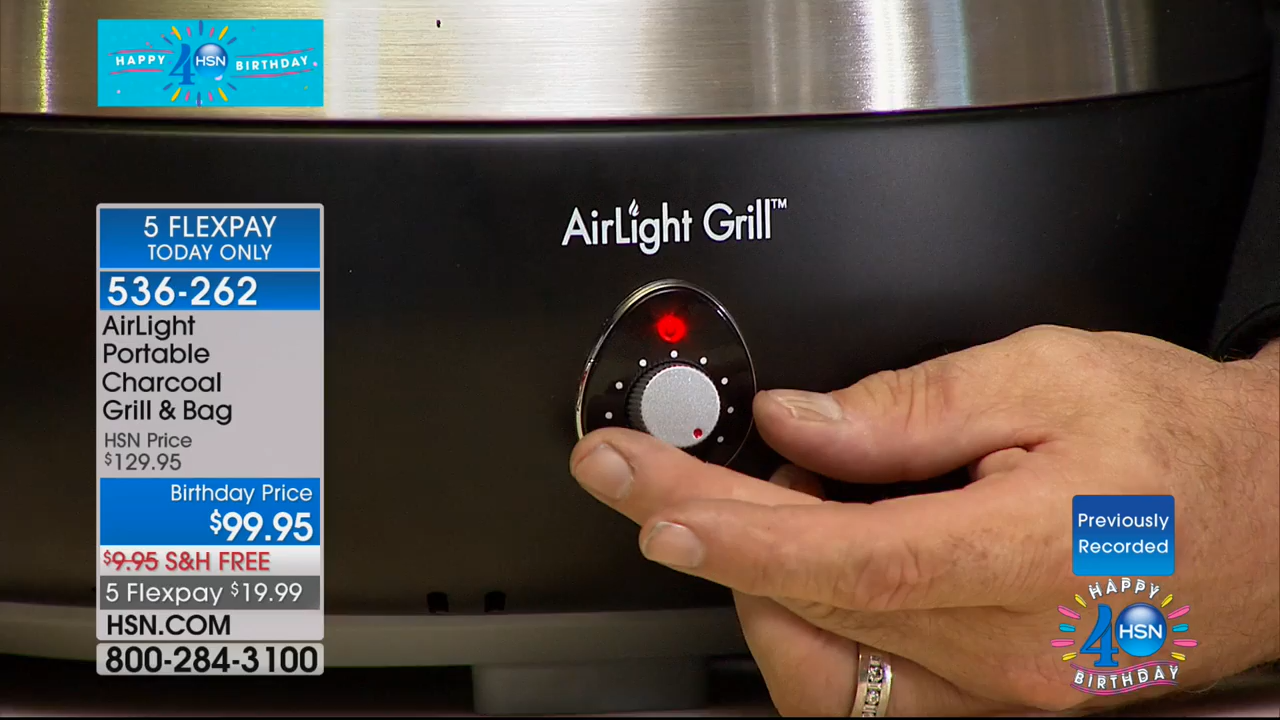 HAPPY 40 HSN BIRTHDAY
5 FLEXPAY
TODAY ONLY
536-262
AirLight
Portable
Charcoal
Grill & Bag
HSN Price
$129.95
Birthday Price
$99.95
$9.95 S&H FREE
5 Flexpay $19.99
HSN.COM
800-284-3100
AirLight Grill™
Previously
Recorded
HAPPY
40 HSN
BIRTHDAY